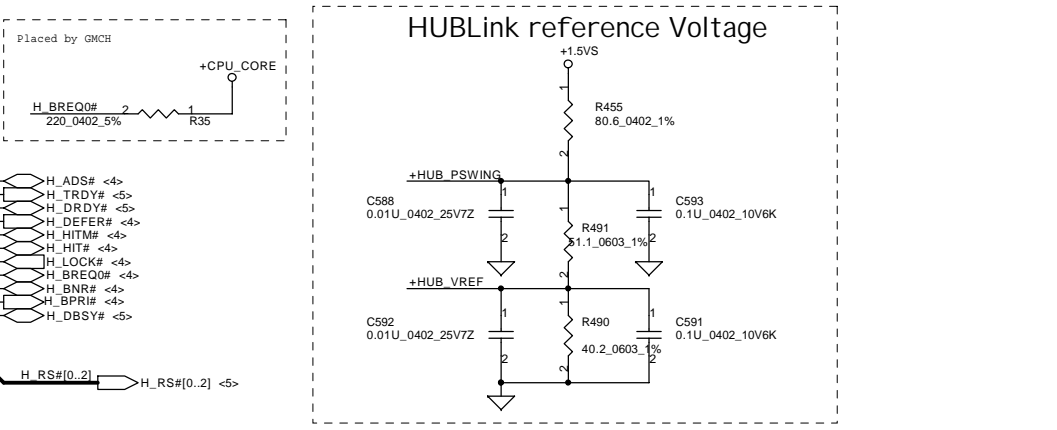 Placed by GMCH
+CPU_CORE
H_BREQ0#
2
1
220_0402_5%
R35
H_ADS# <4>
H_TRDY# <5>
H_DRDY# <5>
H_DEFER# <4>
H_HITM# <4>
H_HIT# <4>
H_LOCK# <4>
H_BREQ0# <4>
H_BNR# <4>
H_BPRI# <4>
H_DBSY# <5>
H_RS#[0..2]
H_RS#[0..2] <5>
HUBLink reference Voltage
+1.5VS
1
R455
80.6_0402_1%
2
+HUB_PSWING
C588
0.01U_0402_25V7Z
1
2
1
R491
51.1_0603_1%
2
1
2
C593
0.1U_0402_10V6K
+HUB_VREF
C592
0.01U_0402_25V7Z
1
2
1
R490
40.2_0603_1%
2
1
2
C591
0.1U_0402_10V6K